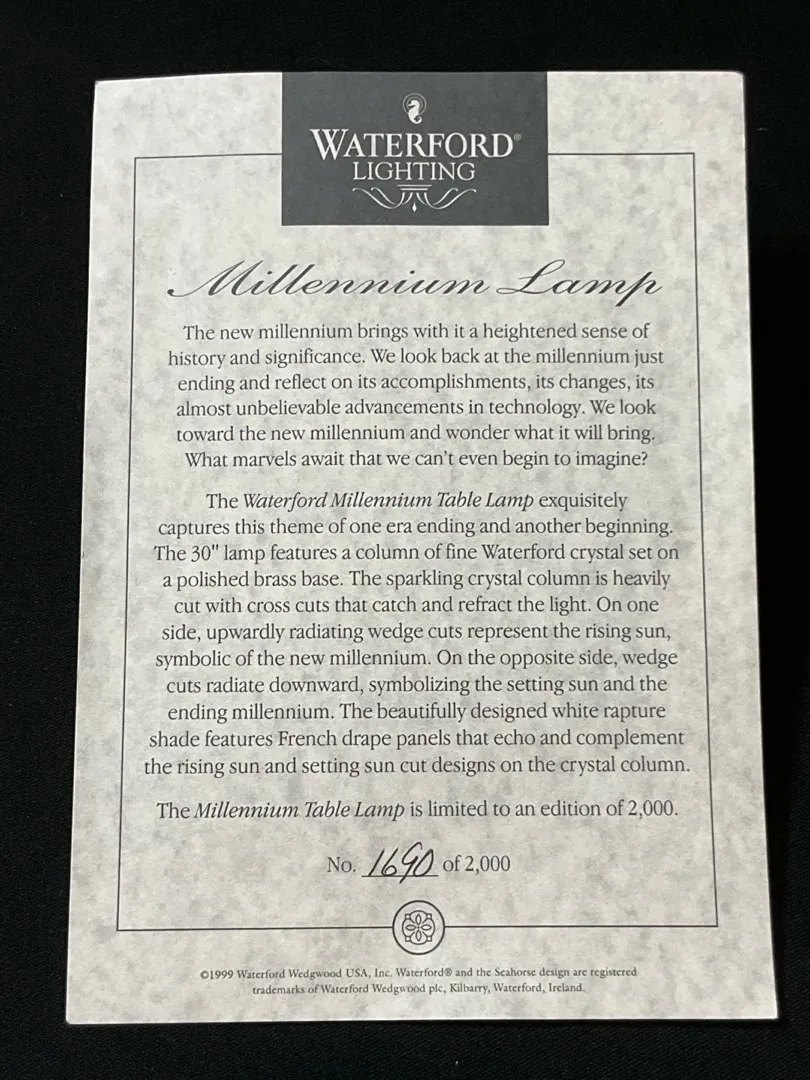 WATERFORD®
LIGHTING
Millennium Lamp
The new millennium brings with it a heightened sense of
history and significance. We look back at the millennium just
ending and reflect on its accomplishments, its changes, its
almost unbelievable advancements in technology. We look
toward the new millennium and wonder what it will bring.
What marvels await that we can't even begin to imagine?
The Waterford Millennium Table Lamp exquisitely
captures this theme of one era ending and another beginning.
The 30" lamp features a column of fine Waterford crystal set on
a polished brass base. The sparkling crystal column is heavily
cut with cross cuts that catch and refract the light. On one
side, upwardly radiating wedge cuts represent the rising sun,
symbolic of the new millennium. On the opposite side, wedge
cuts radiate downward, symbolizing the setting sun and the
ending millennium. The beautifully designed white rapture
shade features French drape panels that echo and complement
the rising sun and setting sun cut designs on the crystal column.
The Millennium Table Lamp is limited to an edition of 2,000.
No. 1690 of 2,000
©1999 Waterford Wedgwood USA, Inc. Waterford® and the Seahorse design are registered
trademarks of Waterford Wedgwood plc, Kilbarry, Waterford, Ireland.